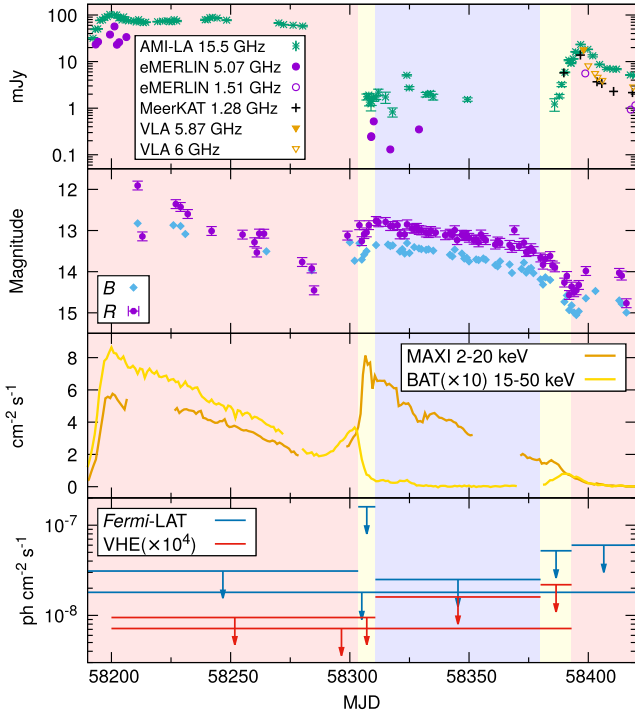 100
10
1
0.1
mJy
AMI-LA 15.5 GHz
eMERLIN 5.07 GHz
eMERLIN 1.51 GHz
MeerKAT 1.28 GHz
VLA 5.87 GHz
VLA 6 GHz
12
13
14
15
Magnitude
B
R
8
6
4
2
0
cm⁻² s⁻¹
MAXI 2-20 keV
BAT(×10) 15-50 keV
10⁻⁷
10⁻⁸
ph cm⁻² s⁻¹
Fermi-LAT
VHE(×10⁴)
58200 58250 58300 58350 58400
MJD